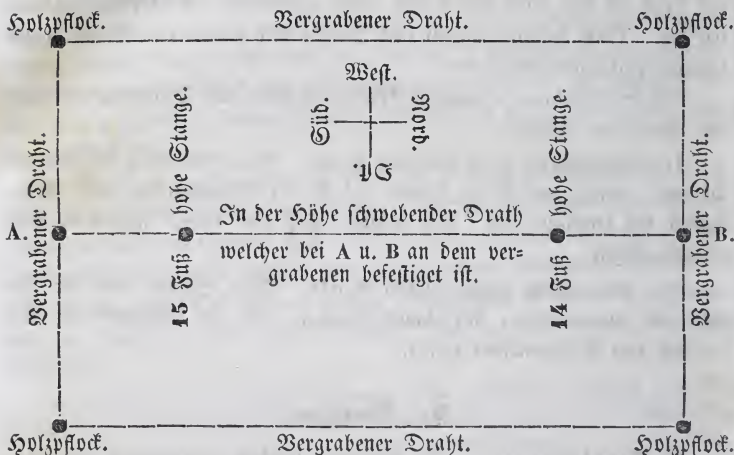 Holzpflock. Vergrabener Draht. Holzpflock.
West.
Süd. Nord.
Ost.
Vergrabener Draht.
15 Fuß hohe Stange.
14 Fuß hohe Stange.
Vergrabener Draht.
A. In der Höhe schwebender Drath B.
welcher bei A u. B an dem ver=
grabenen befestiget ist.
Holzpflock. Vergrabener Draht. Holzpflock.